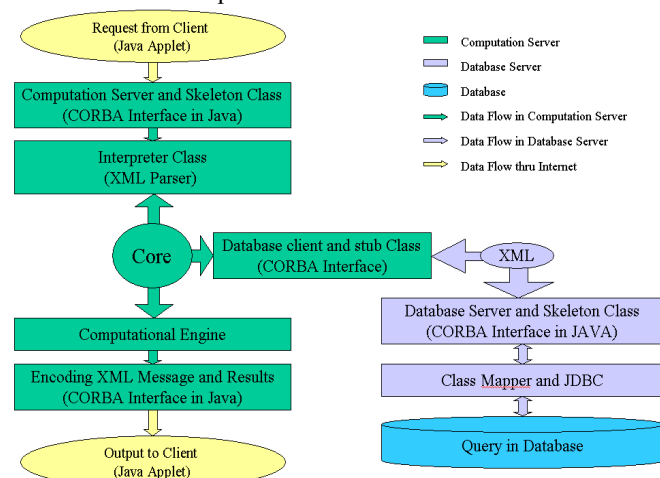 Request from Client
(Java Applet)
Computation Server and Skeleton Class
(CORBA Interface in Java)
Interpreter Class
(XML Parser)
Core
Database client and stub Class
(CORBA Interface)
XML
Computational Engine
Encoding XML Message and Results
(CORBA Interface in Java)
Output to Client
(Java Applet)
Computation Server
Database Server
Database
Data Flow in Computation Server
Data Flow in Database Server
Data Flow thru Internet
Database Server and Skeleton Class
(CORBA Interface in JAVA)
Class Mapper and JDBC
Query in Database